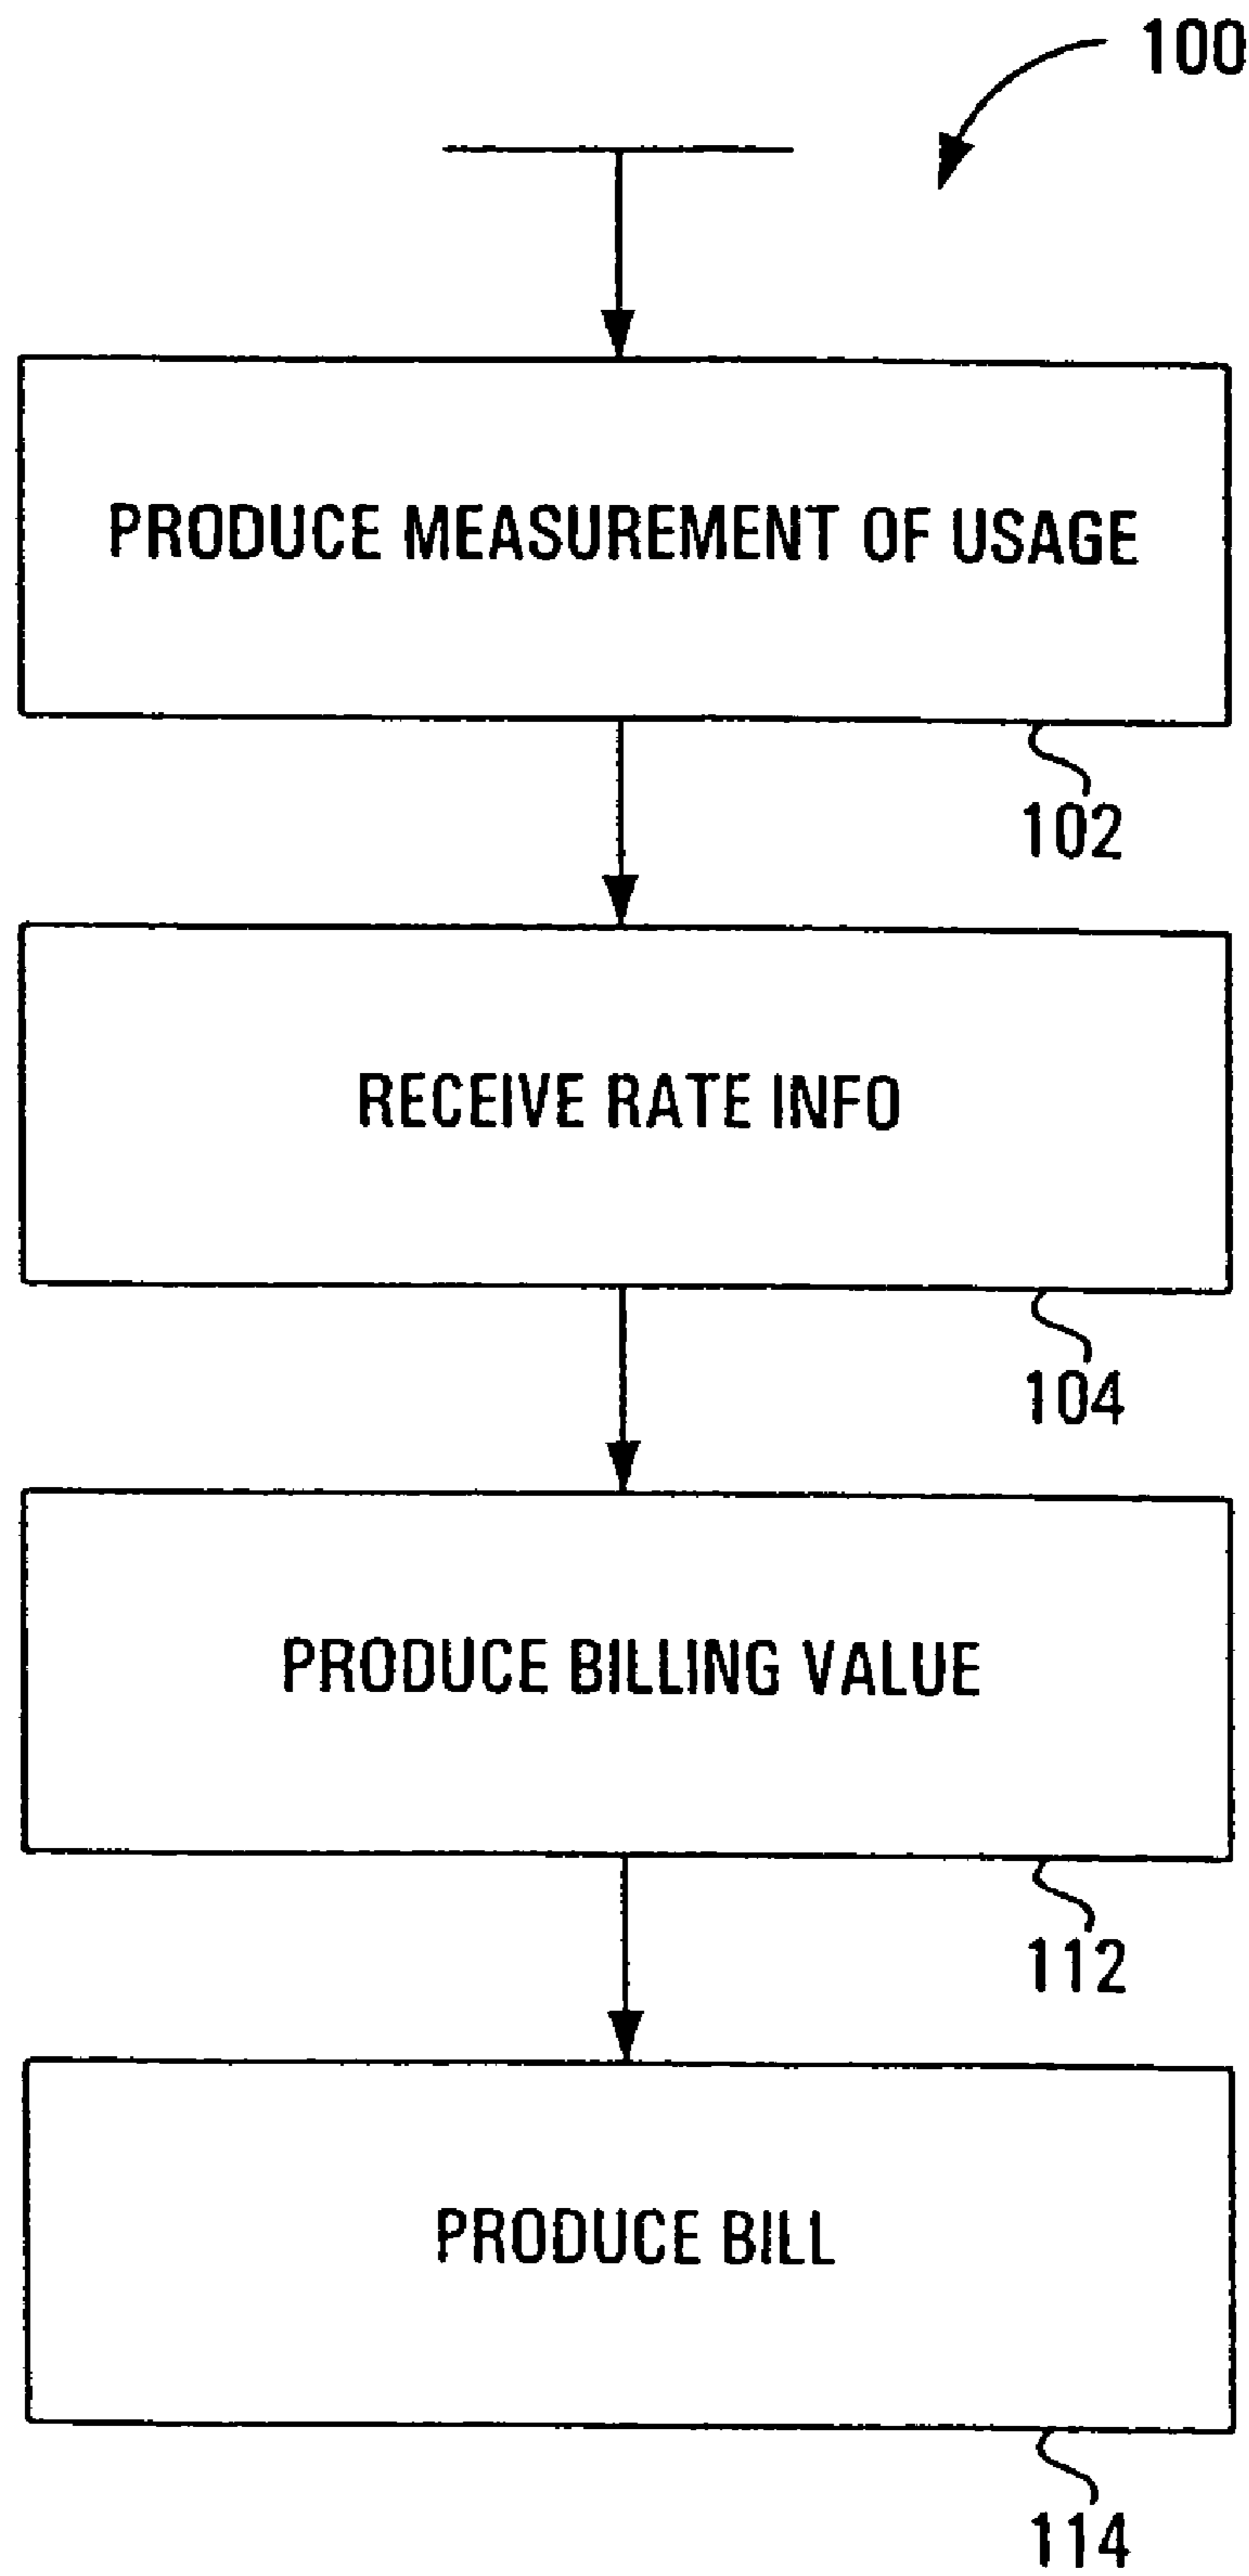 100
PRODUCE MEASUREMENT OF USAGE
102
RECEIVE RATE INFO
104
PRODUCE BILLING VALUE
112
PRODUCE BILL
114